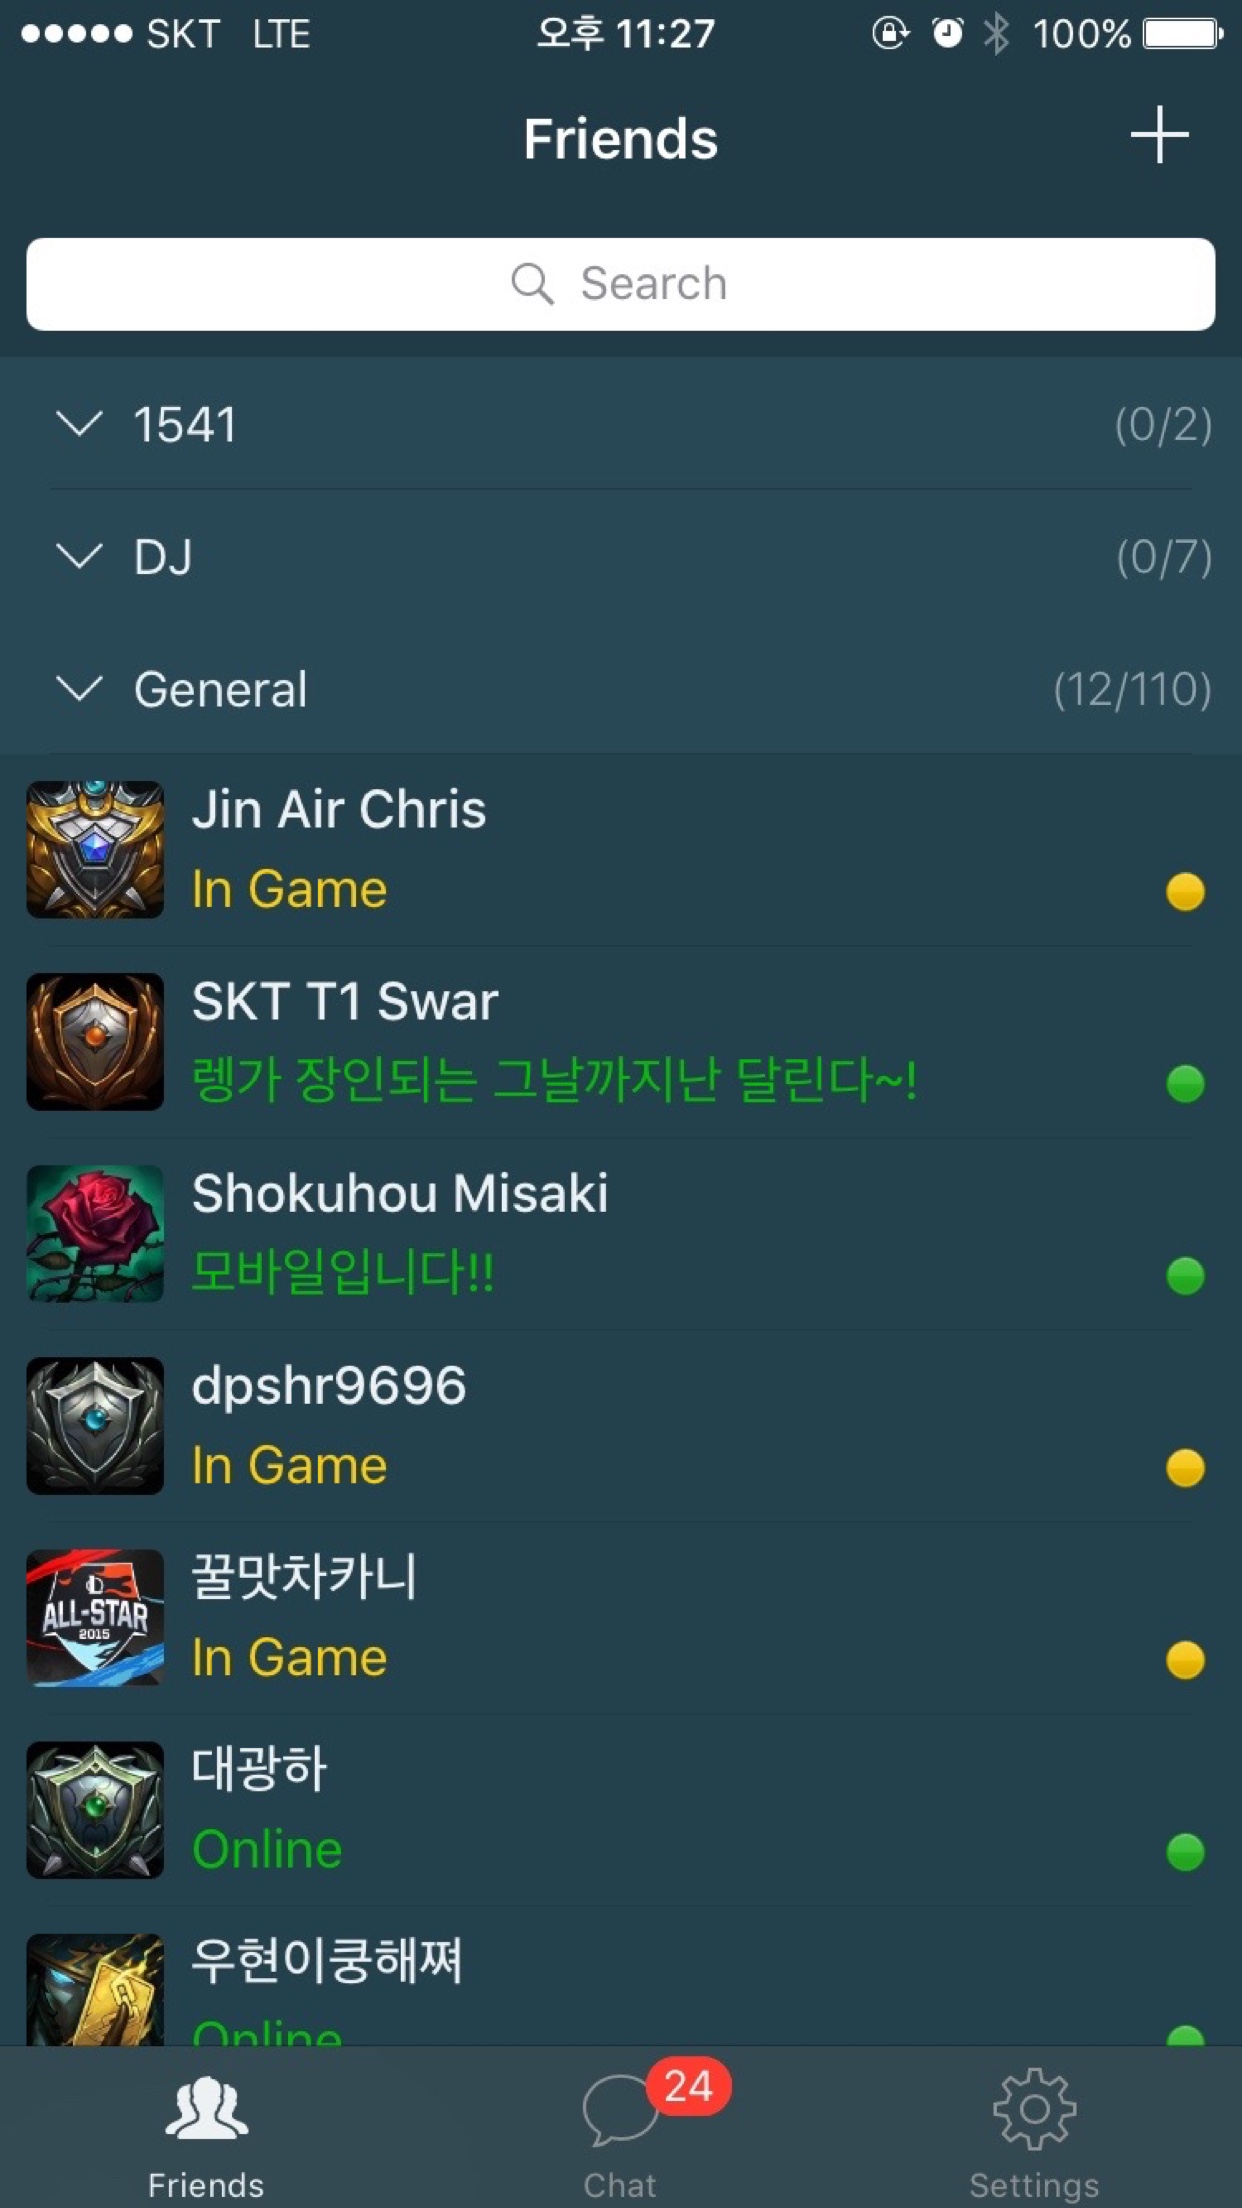 SKT LTE 오후 11:27 100%
Friends
Search
1541 (0/2)
DJ (0/7)
General (12/110)
Jin Air Chris
In Game
SKT T1 Swar
렝가 장인되는 그날까지난 달린다~!
Shokuhou Misaki
모바일입니다!!
dpshr9696
In Game
꿀맛차카니
In Game
ALL-STAR
2015
대광하
Online
우현이쿵해쪄
Online
24
Friends Chat Settings